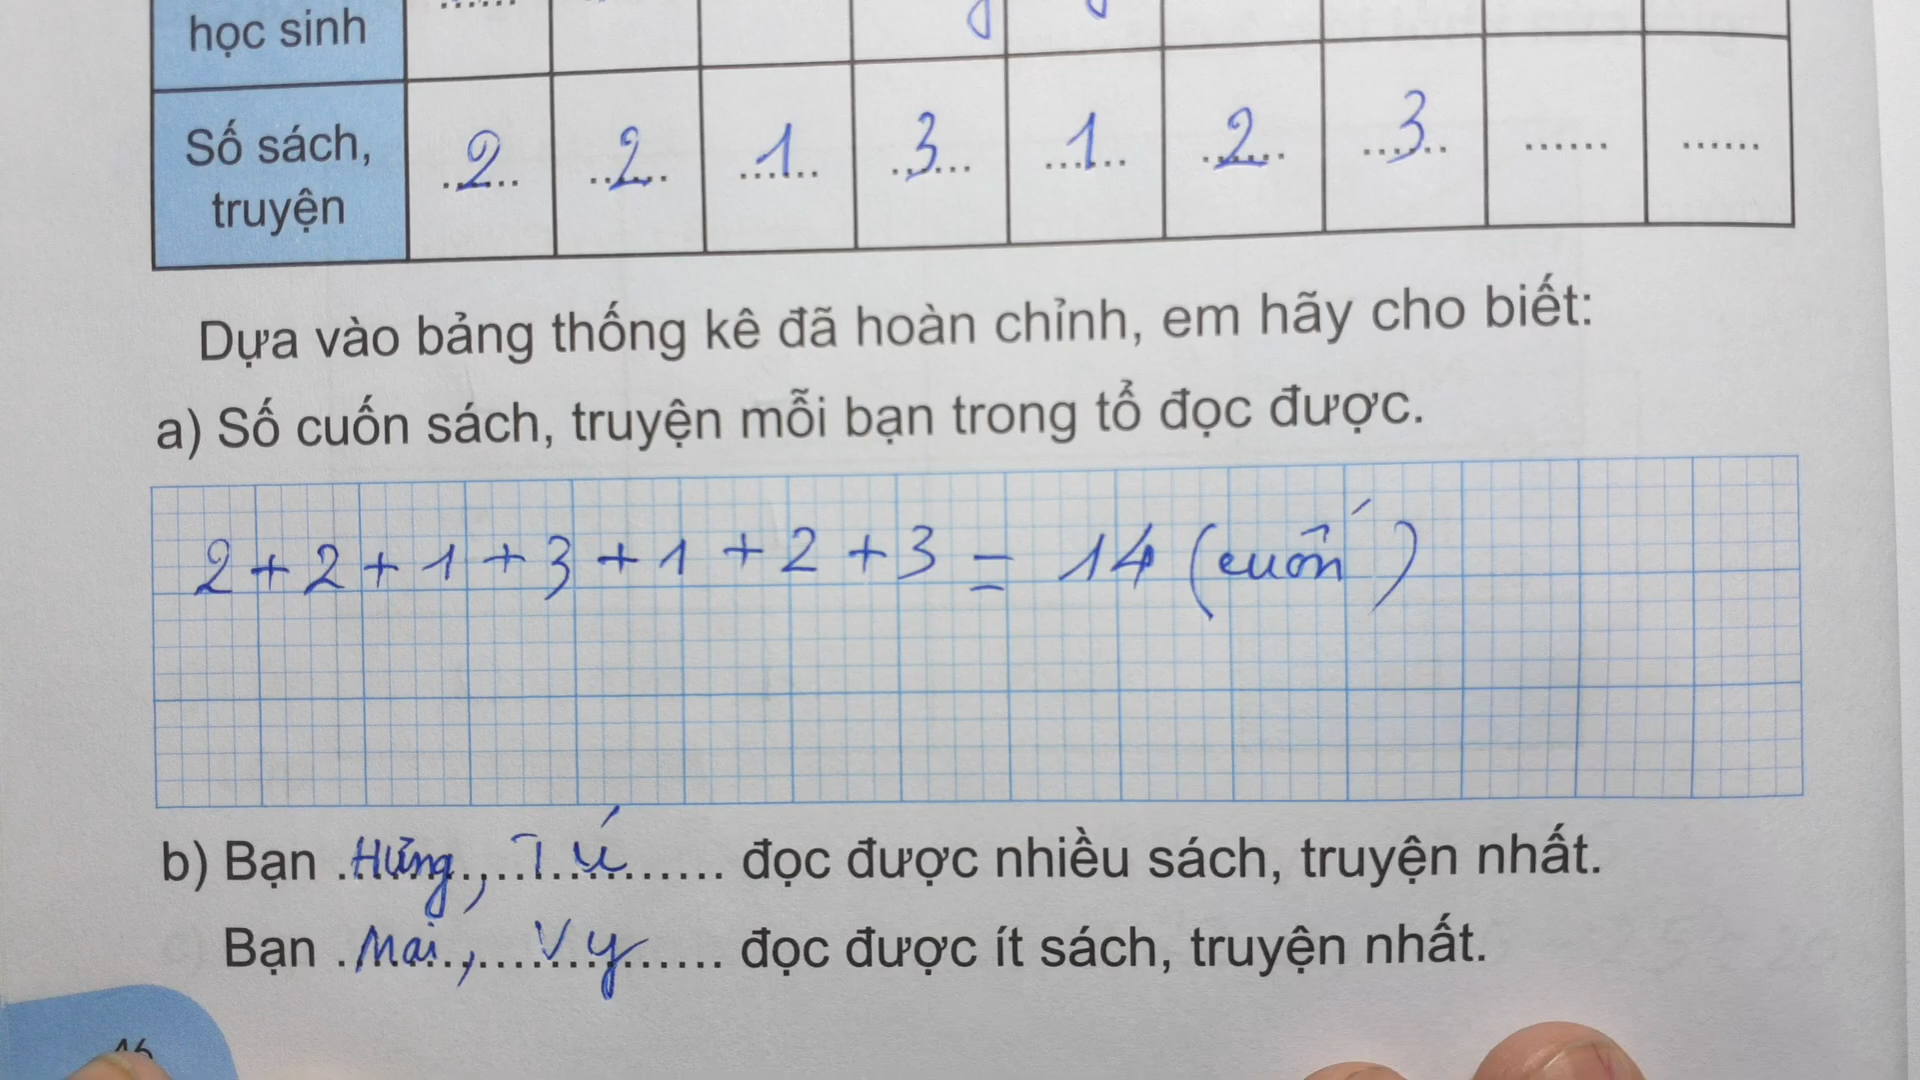 học sinh
Số sách, truyện 2 2 1 3 1 2 3 ...... ......
Dựa vào bảng thống kê đã hoàn chỉnh, em hãy cho biết:
a) Số cuốn sách, truyện mỗi bạn trong tổ đọc được.
2 + 2 + 1 + 3 + 1 + 2 + 3 = 14 (cuốn)
b) Bạn Hưng, Tú đọc được nhiều sách, truyện nhất.
Bạn Mai, Vy đọc được ít sách, truyện nhất.
46